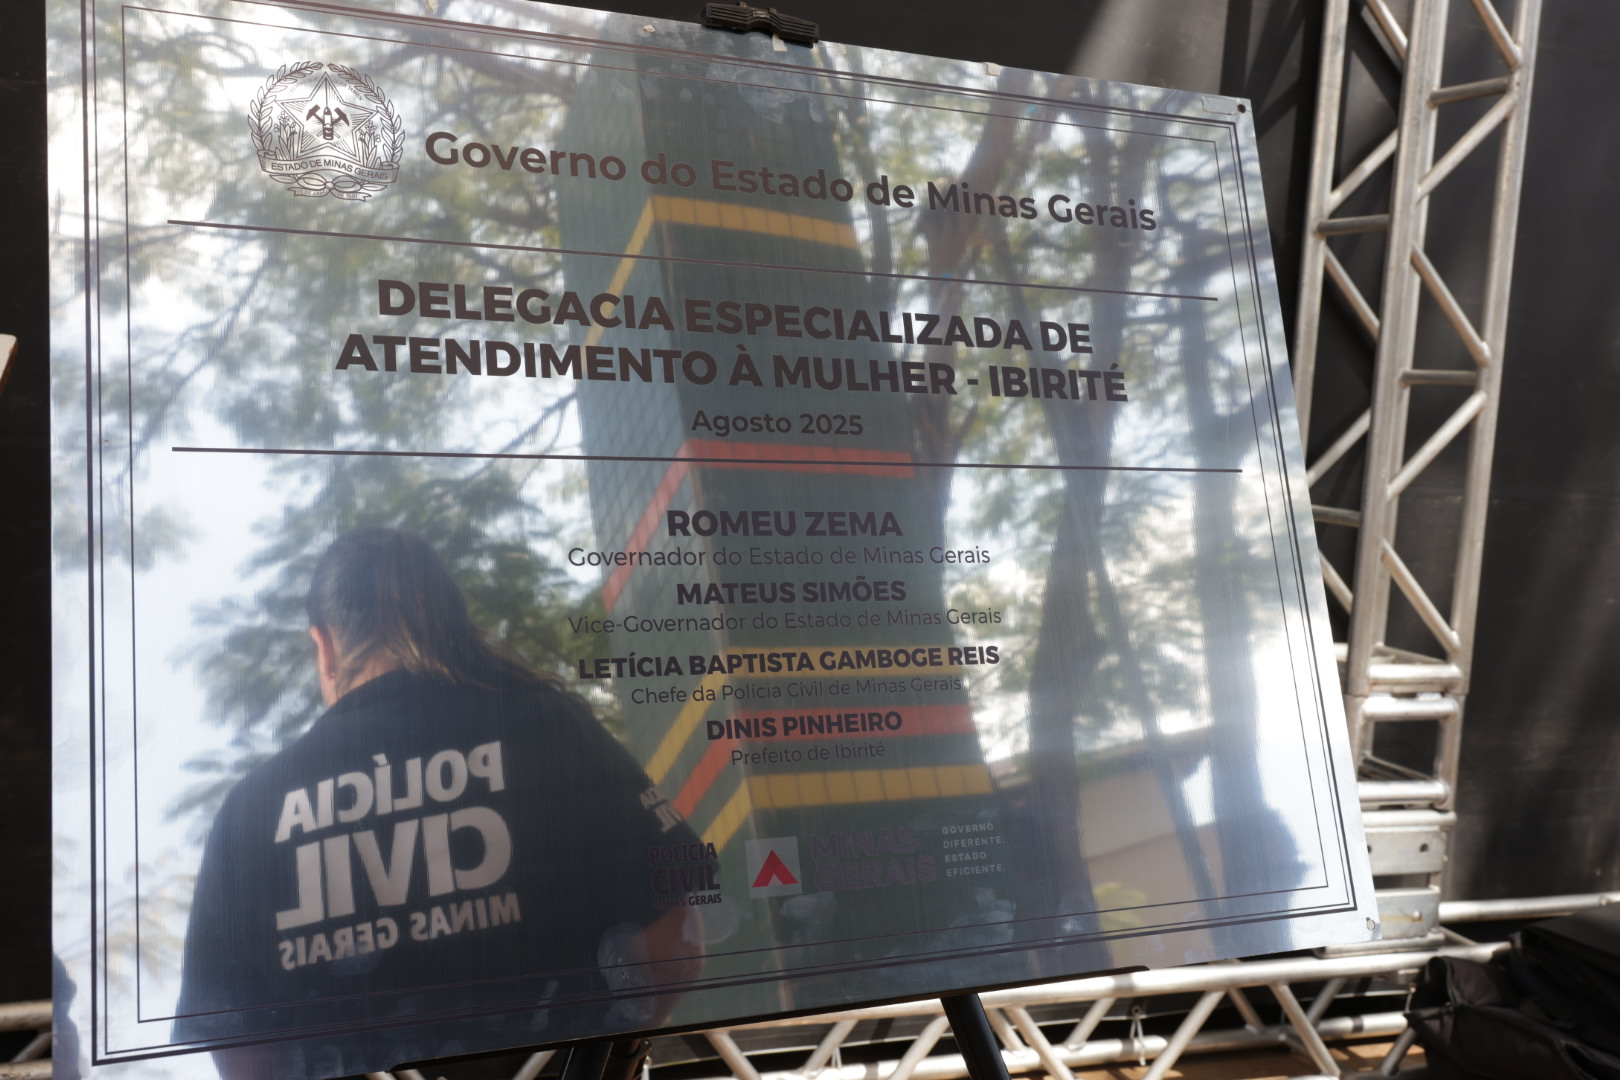 ESTADO DE MINAS GERAIS
Governo do Estado de Minas Gerais
DELEGACIA ESPECIALIZADA DE
ATENDIMENTO À MULHER - IBIRITÉ
Agosto 2025
ROMEU ZEMA
Governador do Estado de Minas Gerais
MATEUS SIMÕES
Vice-Governador do Estado de Minas Gerais
LETÍCIA BAPTISTA GAMBOGE REIS
Chefe da Polícia Civil de Minas Gerais
DINIS PINHEIRO
Prefeito de Ibirité
POLÍCIA
CIVIL
MINAS GERAIS
POLÍCIA
CIVIL
MINAS GERAIS
MINAS
GERAIS
GOVERNO
DIFERENTE.
ESTADO
EFICIENTE.